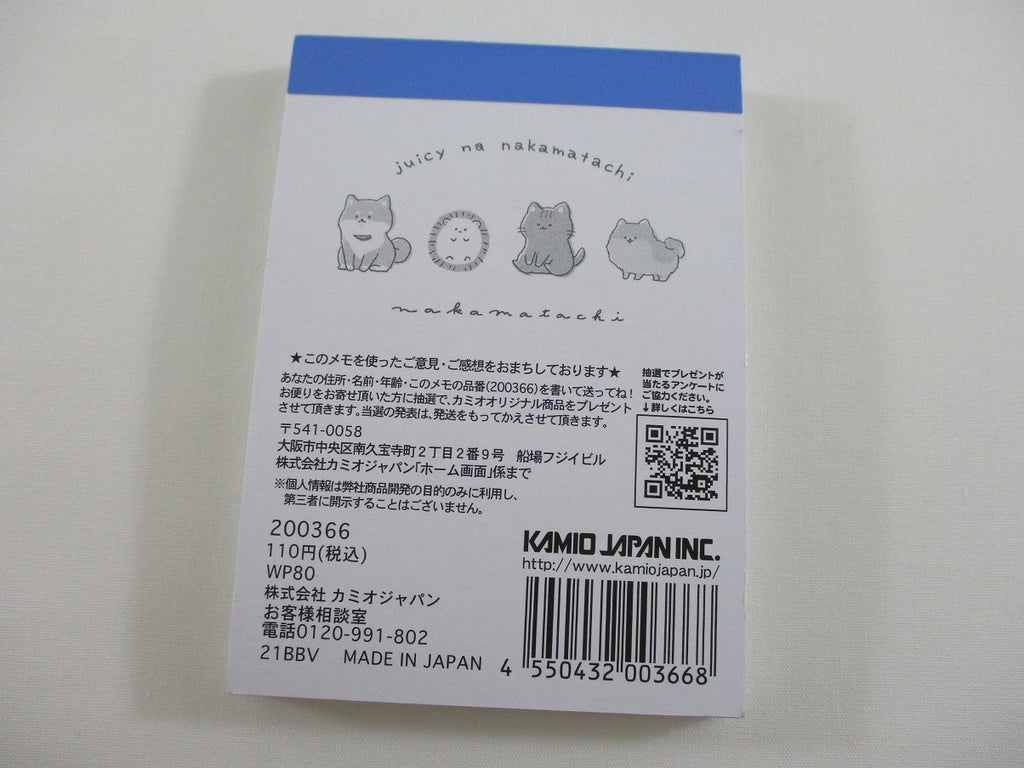 juicy na nakamatachi
nakamatachi
★このメモを使ったご意見・ご感想をおまちしております★
あなたの住所・名前・年齢・このメモの品番(200366)を書いて送ってね!
お便りをお寄せ頂いた方に抽選で、カミオオリジナル商品をプレゼント
させて頂きます。当選の発表は、発送をもってかえさせて頂きます。
〒541-0058
大阪市中央区南久宝寺町2丁目2番9号 船場フジイビル
株式会社カミオジャパン「ホーム画面」係まで
※個人情報は弊社商品開発の目的のみに利用し、
第三者に開示することはございません。
抽選でプレゼントが
当たるアンケートに
ご協力ください。
↓詳しくはこちら
200366
110円(税込)
WP80
株式会社 カミオジャパン
お客様相談室
電話0120-991-802
21BBV MADE IN JAPAN
KAMIO JAPAN INC.
http://www.kamiojapan.jp/
4 550432 003668